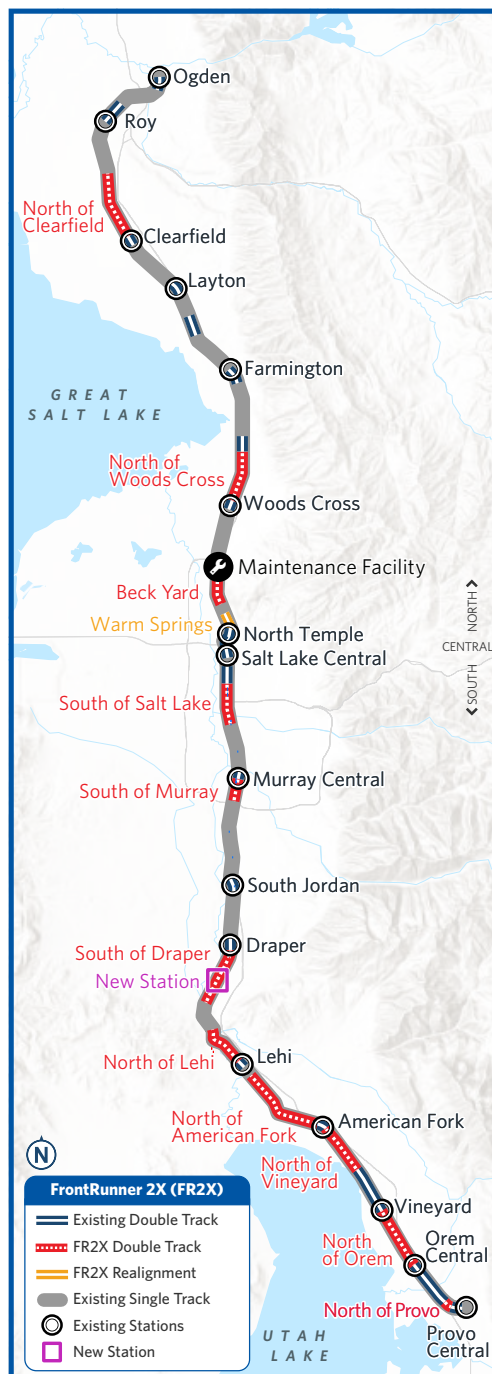 Ogden
Roy
North of
Clearfield
Clearfield
Layton
Farmington
GREAT
SALT LAKE
North of
Woods Cross
Woods Cross
Maintenance Facility
Beck Yard
Warm Springs
North Temple
Salt Lake Central
NORTH
CENTRAL
SOUTH
South of Salt Lake
Murray Central
South of Murray
South Jordan
Draper
South of Draper
New Station
Lehi
North of Lehi
North of
American Fork
American Fork
North of
Vineyard
Vineyard
North
of Orem
Orem
Central
North of Provo
Provo
Central
UTAH
LAKE
N
FrontRunner 2X (FR2X)
Existing Double Track
FR2X Double Track
FR2X Realignment
Existing Single Track
Existing Stations
New Station